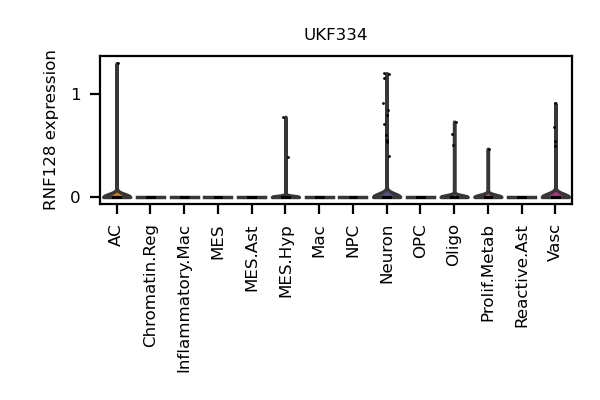 UKF334
RNF128 expression
1
0
AC
Chromatin.Reg
Inflammatory.Mac
MES
MES.Ast
MES.Hyp
Mac
NPC
Neuron
OPC
Oligo
Prolif.Metab
Reactive.Ast
Vasc